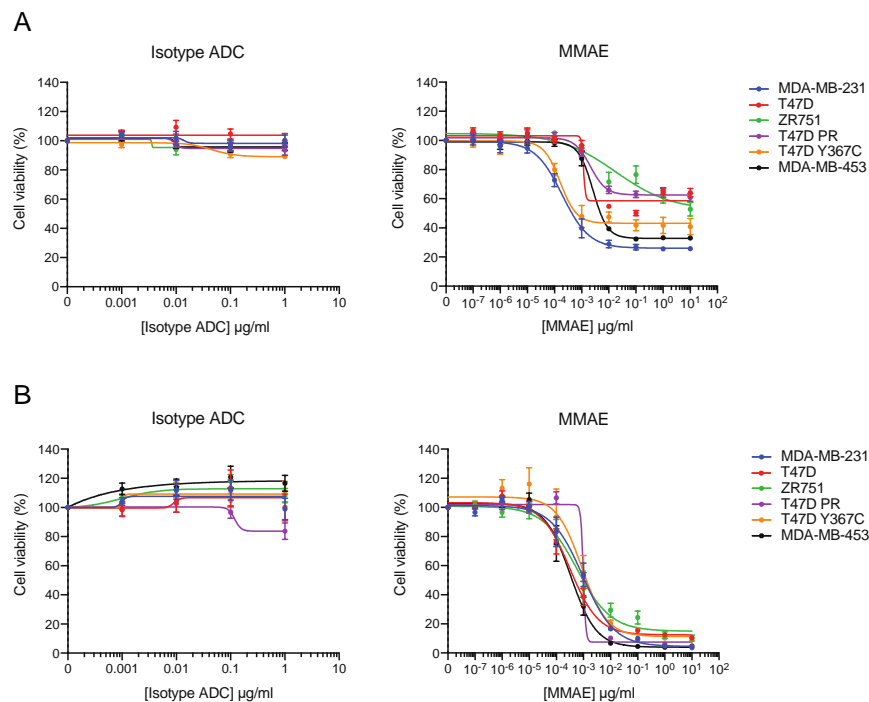 A
Isotype ADC
MMAE
140
120
100
80
60
40
20
0
Cell viability (%)
0 0.001 0.01 0.1 1 10
[Isotype ADC] µg/ml
140
120
100
80
60
40
20
0
Cell viability (%)
0 10-7 10-6 10-5 10-4 10-3 10-2 10-1 100 101 102
[MMAE] µg/ml
MDA-MB-231
T47D
ZR751
T47D PR
T47D Y367C
MDA-MB-453
B
Isotype ADC
MMAE
140
120
100
80
60
40
20
0
Cell viability (%)
0 0.001 0.01 0.1 1 10
[Isotype ADC] µg/ml
140
120
100
80
60
40
20
0
Cell viability (%)
0 10-7 10-6 10-5 10-4 10-3 10-2 10-1 100 101 102
[MMAE] µg/ml
MDA-MB-231
T47D
ZR751
T47D PR
T47D Y367C
MDA-MB-453